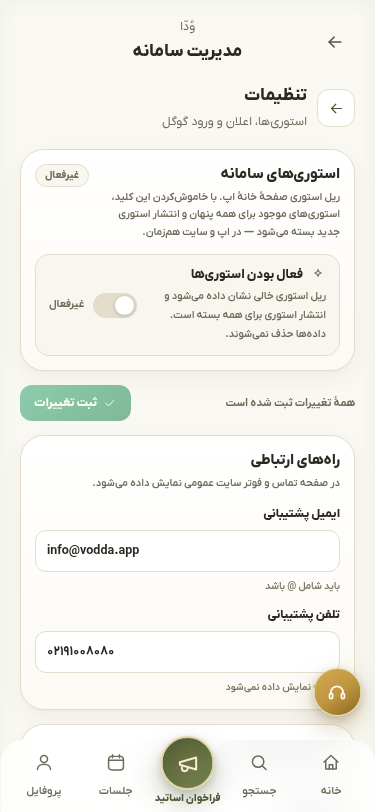 وُدّا
مدیریت سامانه
تنظیمات
استوری‌ها، اعلان و ورود گوگل
استوری‌های سامانه
غیرفعال
ریل استوری صفحهٔ خانهٔ اپ. با خاموش‌کردن این کلید،
استوری‌های موجود برای همه پنهان و انتشار استوری
جدید بسته می‌شود — در اپ و سایت هم‌زمان.
فعال بودن استوری‌ها
ریل استوری خالی نشان داده می‌شود و
انتشار استوری برای همه بسته است.
داده‌ها حذف نمی‌شوند.
غیرفعال
همهٔ تغییرات ثبت شده است
ثبت تغییرات
راه‌های ارتباطی
در صفحه تماس و فوتر سایت عمومی نمایش داده می‌شود.
ایمیل پشتیبانی
info@vodda.app
باید شامل @ باشد
تلفن پشتیبانی
۰۲۱۹۱۰۰۸۰۸۰
نمایش داده نمی‌شود
خانه
جستجو
فراخوان اساتید
جلسات
پروفایل